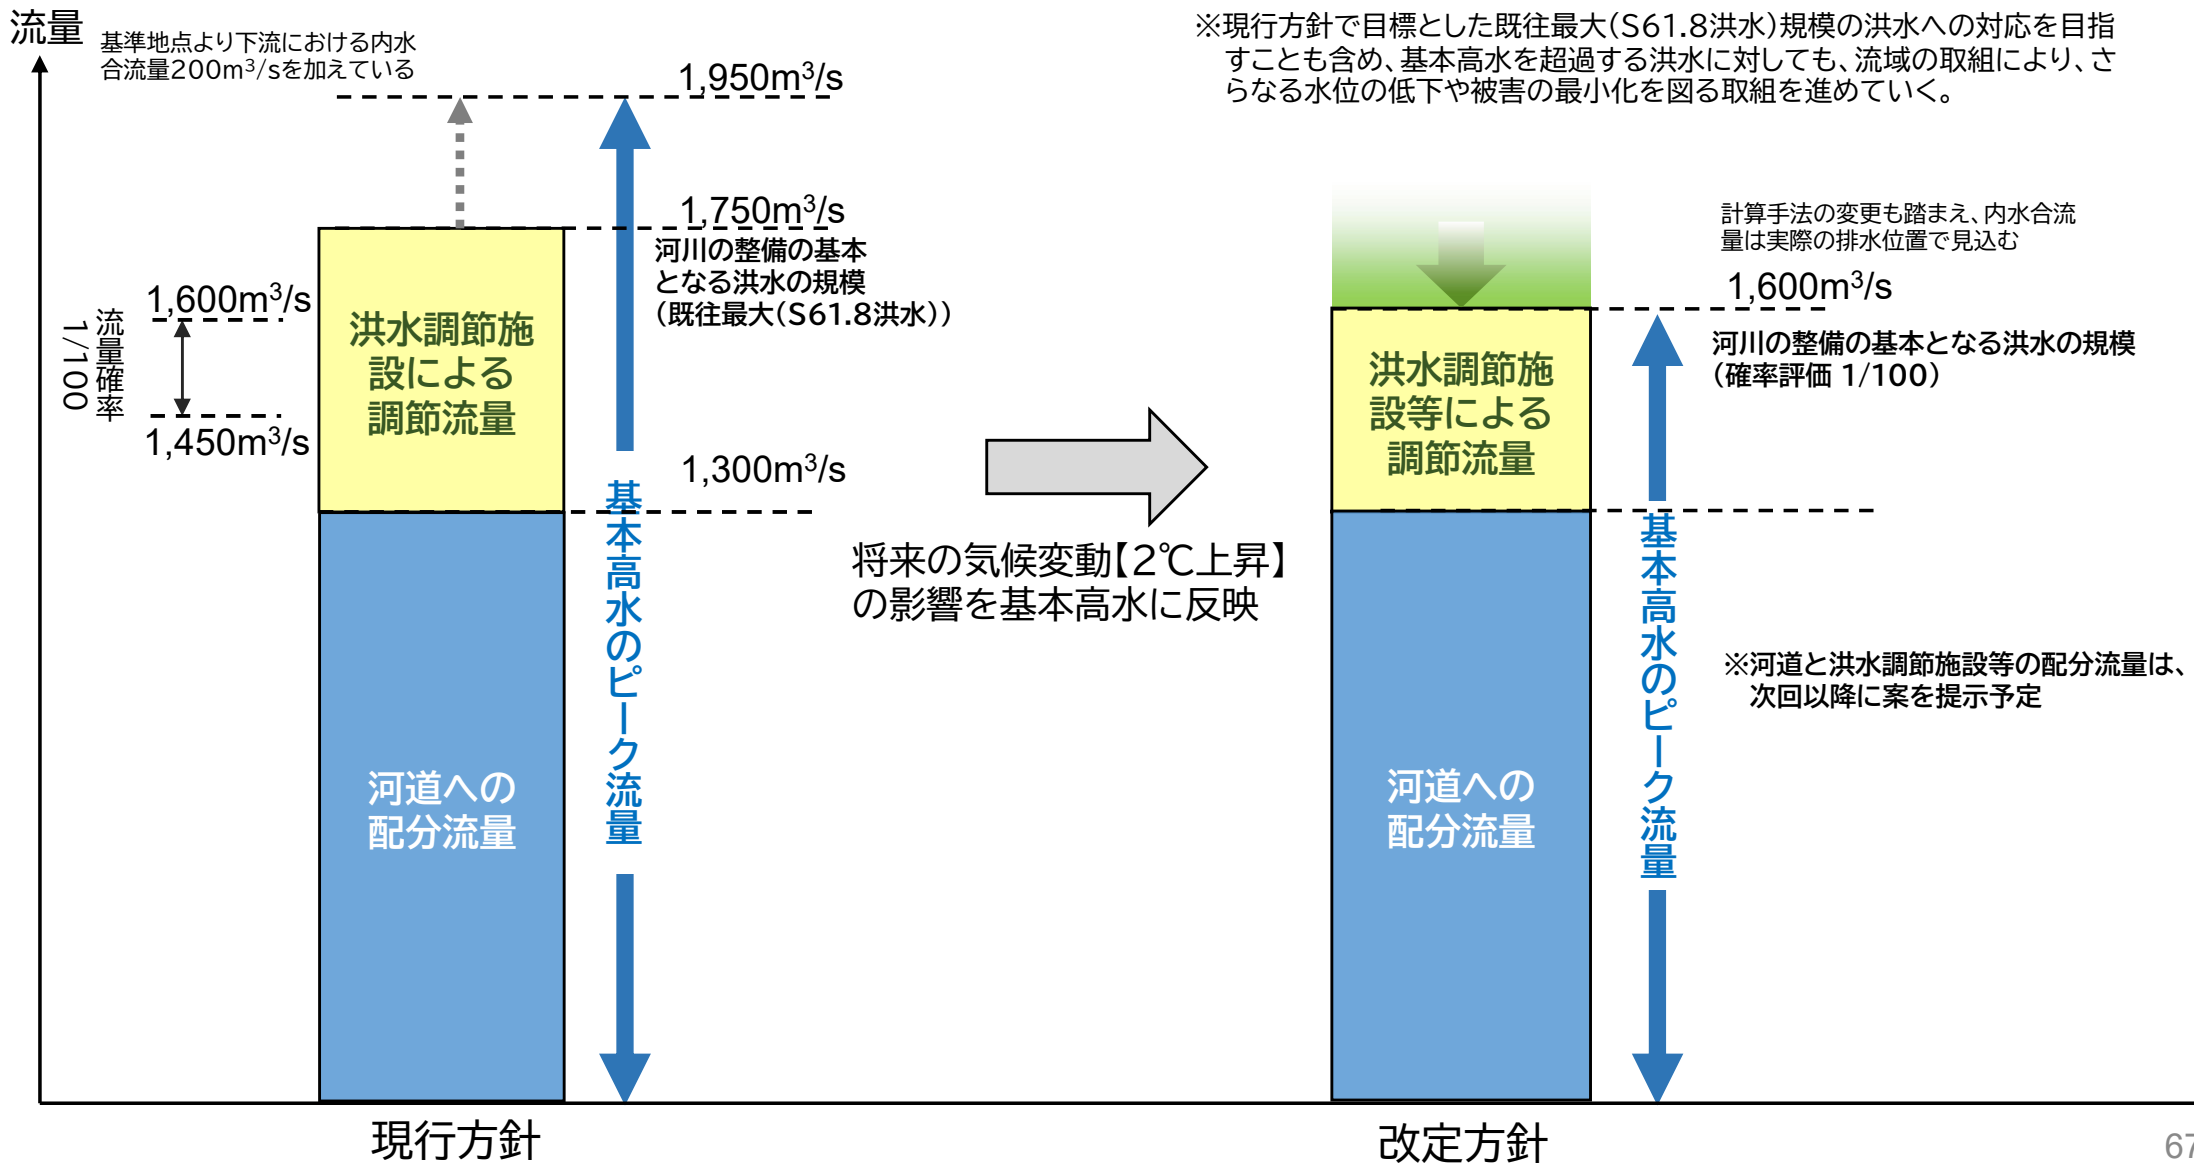 流量
基準地点より下流における内水
合流量200m³/sを加えている
1,950m³/s
※現行方針で目標とした既往最大(S61.8洪水)規模の洪水への対応を目指
すことも含め、基本高水を超過する洪水に対しても、流域の取組により、さ
らなる水位の低下や被害の最小化を図る取組を進めていく。
1,750m³/s
河川の整備の基本
となる洪水の規模
(既往最大(S61.8洪水))
流量確率
1/100
1,600m³/s
1,450m³/s
洪水調節施
設による
調節流量
1,300m³/s
基本高水のピーク流量
河道への
配分流量
現行方針
将来の気候変動【2℃上昇】
の影響を基本高水に反映
計算手法の変更も踏まえ、内水合流
量は実際の排水位置で見込む
1,600m³/s
河川の整備の基本となる洪水の規模
(確率評価 1/100)
洪水調節施
設等による
調節流量
基本高水のピーク流量
※河道と洪水調節施設等の配分流量は、
次回以降に案を提示予定
河道への
配分流量
改定方針
67